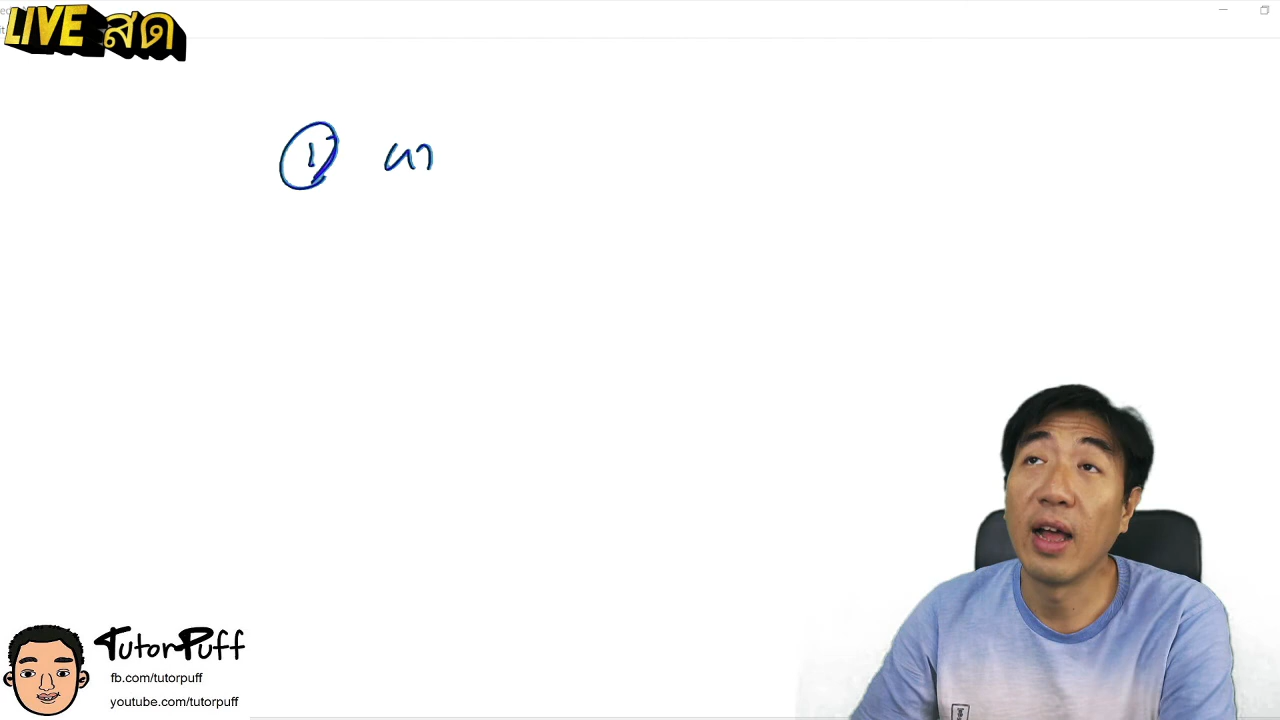 LIVE สด
① หา
TutorPuff
fb.com/tutorpuff
youtube.com/tutorpuff